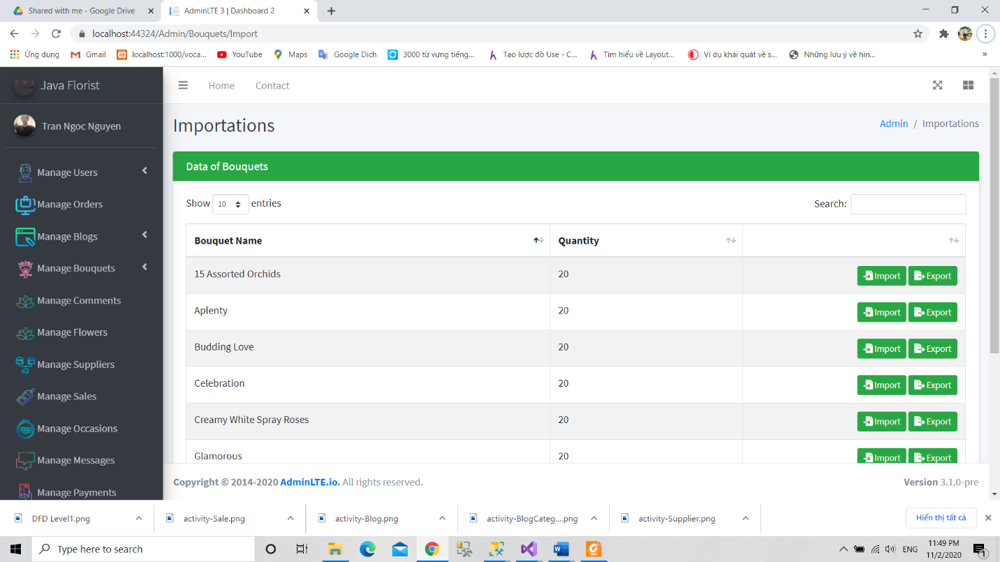 Shared with me - Google Drive
AdminLTE 3 | Dashboard 2
localhost:44324/Admin/Bouquets/Import
Ứng dụng Gmail localhost:1000/voca... YouTube Maps Google Dịch 3000 từ vựng tiếng... Tạo lược đồ Use - C... Tìm hiểu về Layout... Ví dụ khái quát về s... Những lưu ý về hìn... »
Java Florist
Home Contact
Tran Ngoc Nguyen
Importations
Admin / Importations
Manage Users
Manage Orders
Manage Blogs
Manage Bouquets
Manage Comments
Manage Flowers
Manage Suppliers
Manage Sales
Manage Occasions
Manage Messages
Manage Payments
Data of Bouquets
Show 10 entries
Search:
Bouquet Name Quantity
15 Assorted Orchids 20 Import Export
Aplenty 20 Import Export
Budding Love 20 Import Export
Celebration 20 Import Export
Creamy White Spray Roses 20 Import Export
Glamorous 20 Import Export
Copyright © 2014-2020 AdminLTE.io. All rights reserved.
Version 3.1.0-pre
DFD Level1.png activity-Sale.png activity-Blog.png activity-BlogCateg....png activity-Supplier.png Hiển thị tất cả
Type here to search
ENG
11:49 PM
11/2/2020
1